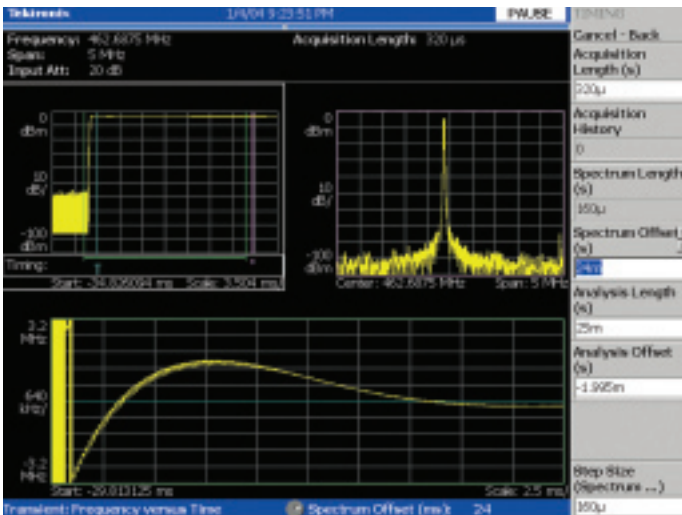 Tektronix 1/4/04 9:23:51 PM PAUSE TIMING
Frequency: 462.6875 MHz
Span: 5 MHz
Input Att: 20 dB
Acquisition Length: 320 µs
0
dBm
10
dB/
-100
dBm
Timing:
Start: -34.839094 ms Scale: 3.504 ms/
0
dBm
10
dB/
-100
dBm
Center: 462.6875 MHz Span: 5 MHz
3.2
MHz
640
kHz/
-3.2
MHz
Start: -29.813125 ms Scale: 2.5 ms/
Transient: Frequency versus Time Spectrum Offset (ms): 24
Cancel - Back
Acquisition
Length (s)
320µ
Acquisition
History
0
Spectrum Length
(s)
160µ
Spectrum Offset
(s)
Analysis Length
(s)
25m
Analysis Offset
(s)
-1.995m
Step Size
(Spectrum ...)
160µ